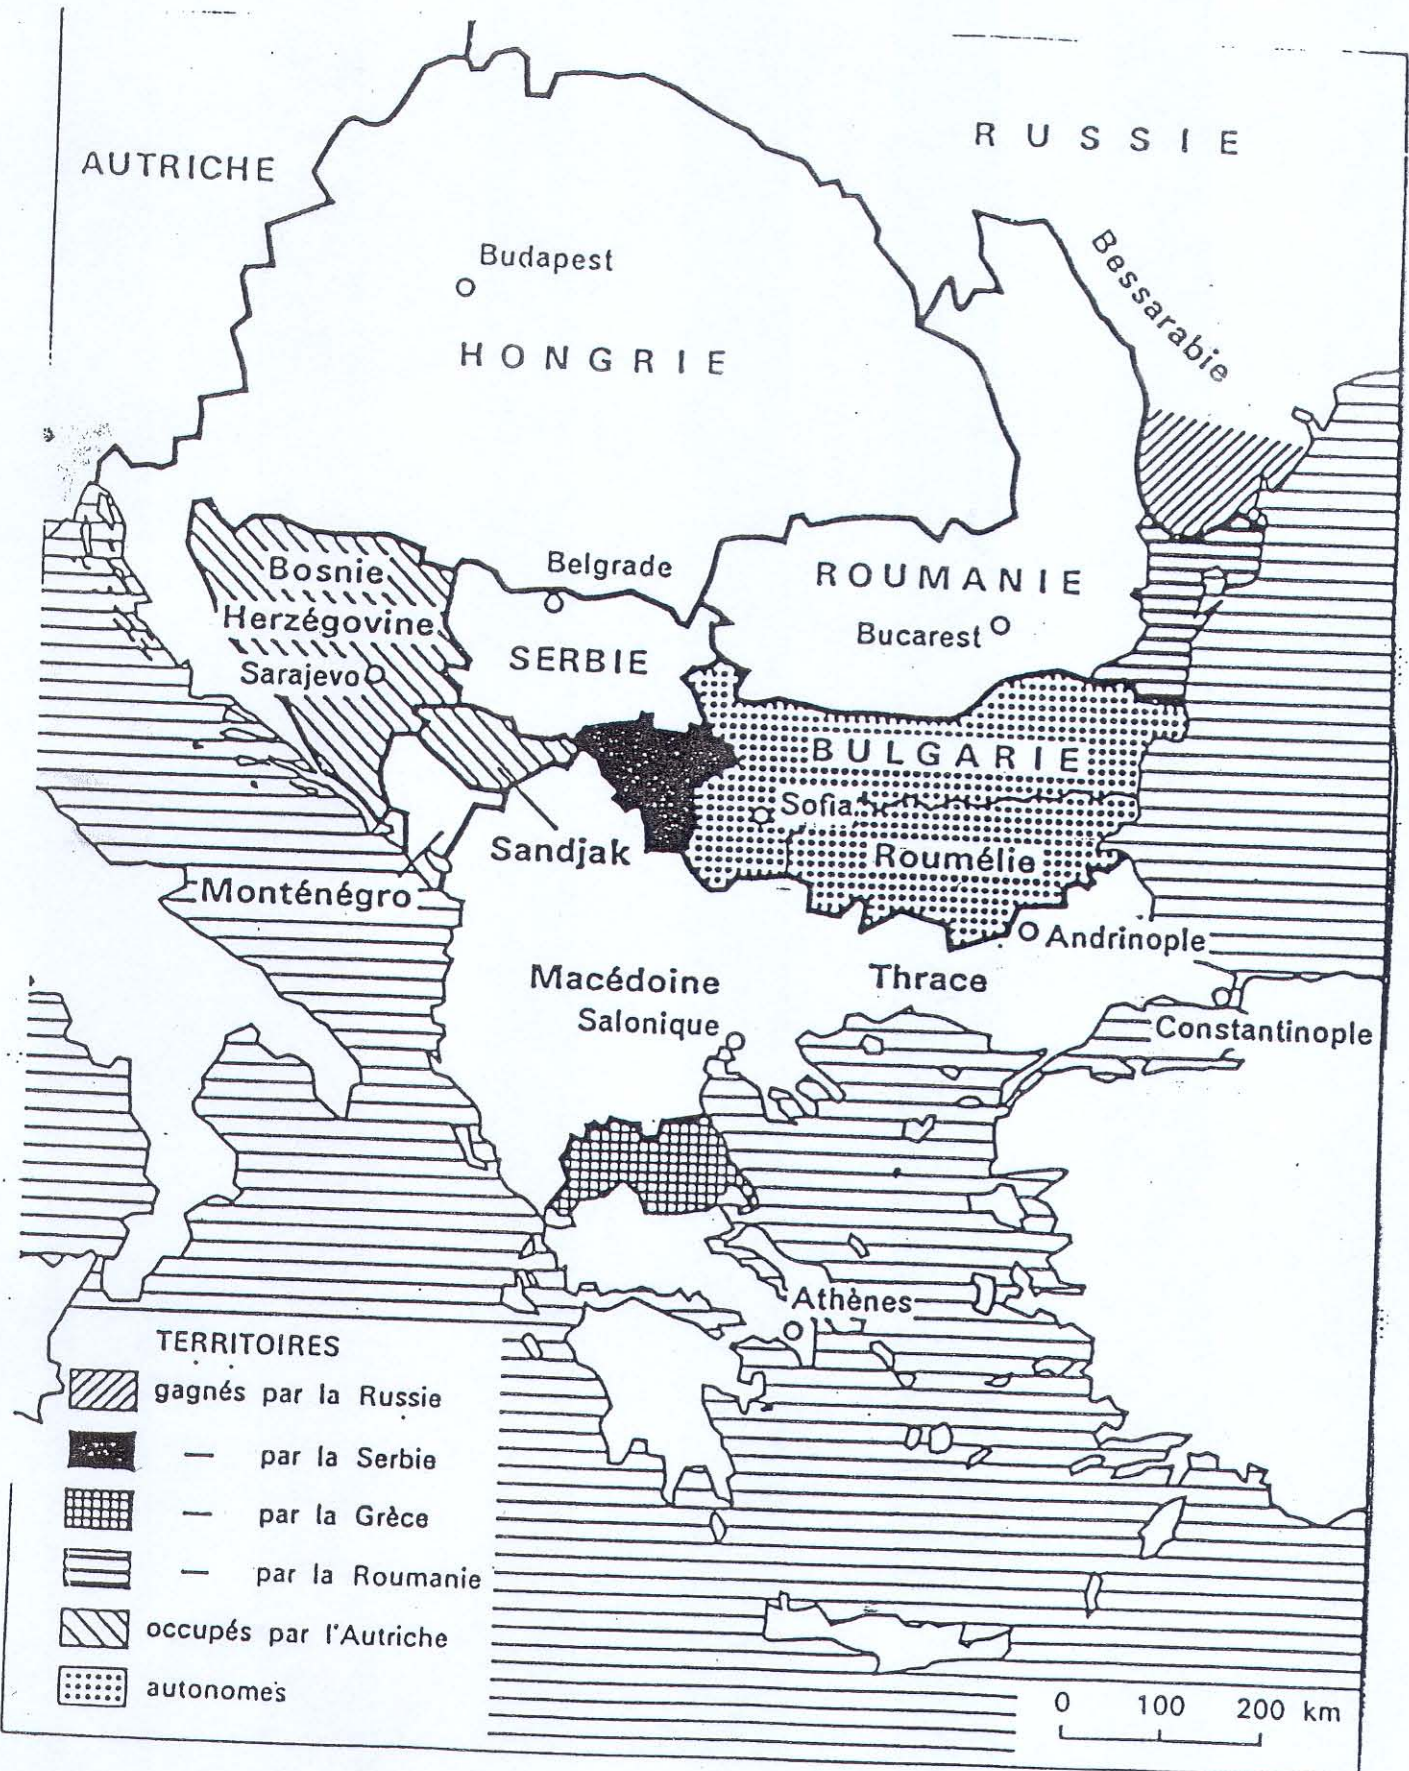 AUTRICHE
RUSSIE
Budapest
HONGRIE
Bessarabie
Bosnie
Herzégovine
Sarajevo
Belgrade
SERBIE
ROUMANIE
Bucarest
BULGARIE
Sofia
Roumélie
Sandjak
Monténégro
Andrinople
Macédoine
Thrace
Salonique
Constantinople
Athènes
TERRITOIRES
gagnés par la Russie
— par la Serbie
— par la Grèce
— par la Roumanie
occupés par l'Autriche
autonomes
0 100 200 km